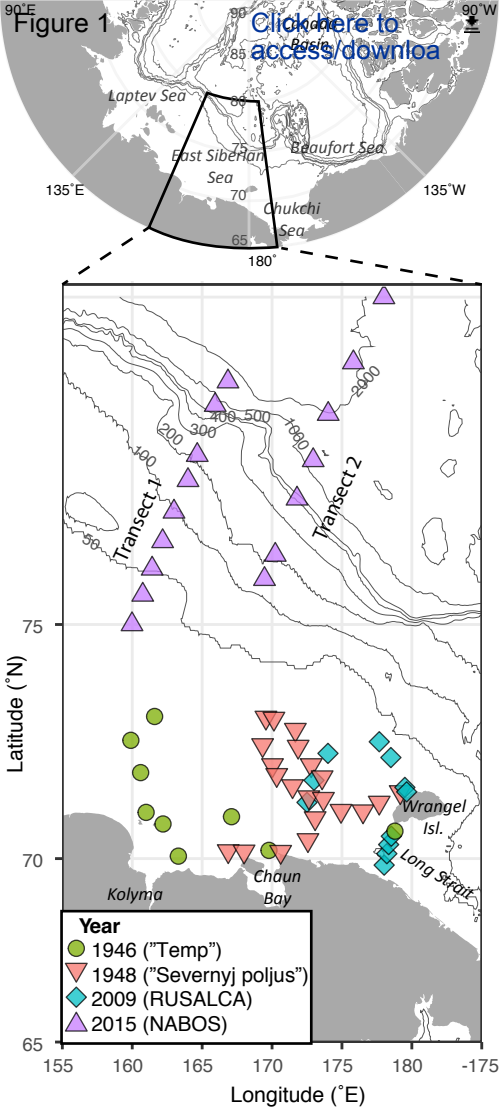 90°E
Figure 1
Click here to
access/downloa
90°W
90
Canada
Basin
85
80
Laptev Sea
75
Beaufort Sea
East Siberian
Sea
70
135°E
135°W
Chukchi
Sea
65
180°
2000
400
500
200
300
1000
100
Transect 1
Transect 2
50
75
Latitude (˚N)
Wrangel
Isl.
70
Long Strait
Chaun
Bay
Kolyma
Year
1946 (”Temp”)
1948 (”Severnyj poljus”)
2009 (RUSALCA)
2015 (NABOS)
65
155
160
165
170
175
180
-175
Longitude (˚E)